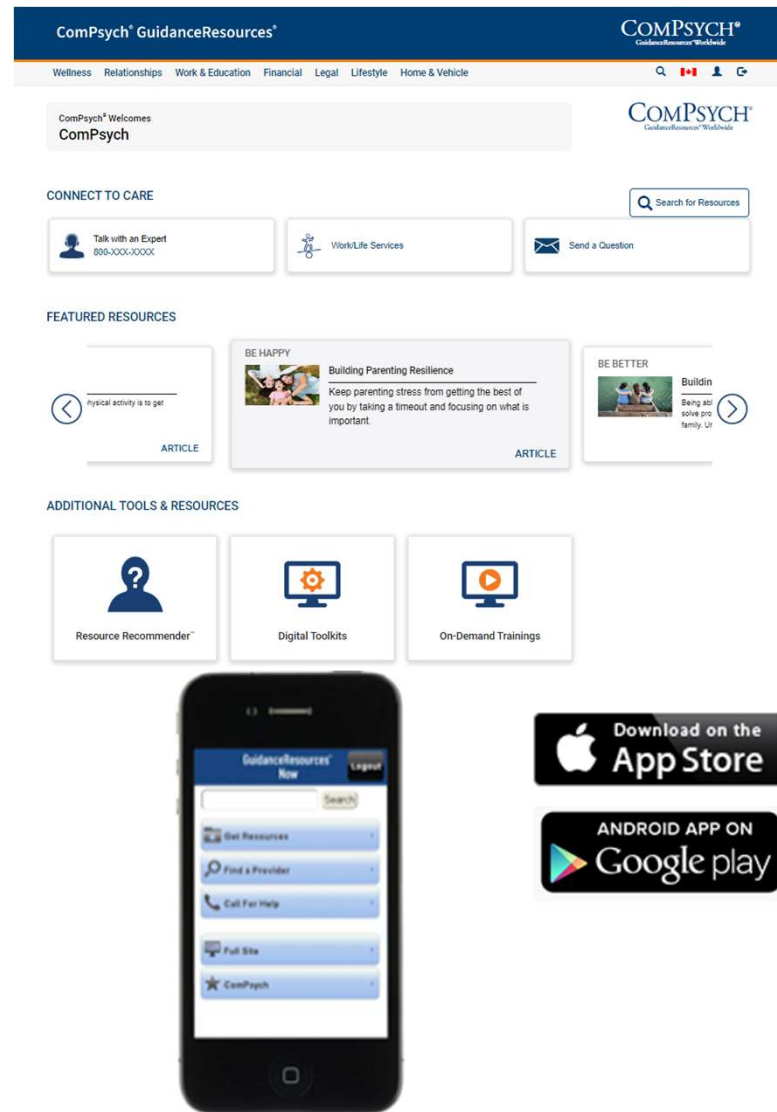 ComPsych® GuidanceResources®
COMPSYCH®
GuidanceResources® Worldwide
Wellness Relationships Work & Education Financial Legal Lifestyle Home & Vehicle
ComPsych® Welcomes
ComPsych
COMPSYCH®
GuidanceResources® Worldwide
CONNECT TO CARE
Search for Resources
Talk with an Expert
800-XXX-XXXX
Work/Life Services
Send a Question
FEATURED RESOURCES
physical activity is to get
ARTICLE
BE HAPPY
Building Parenting Resilience
Keep parenting stress from getting the best of
you by taking a timeout and focusing on what is
important.
ARTICLE
BE BETTER
Buildin
Being abl
solve pro
family. Ur
ADDITIONAL TOOLS & RESOURCES
Resource Recommender™
Digital Toolkits
On-Demand Trainings
GuidanceResources®
Now
Logout
Search
Get Resources
Find a Provider
Call For Help
Full Site
ComPsych
Download on the
App Store
ANDROID APP ON
Google play